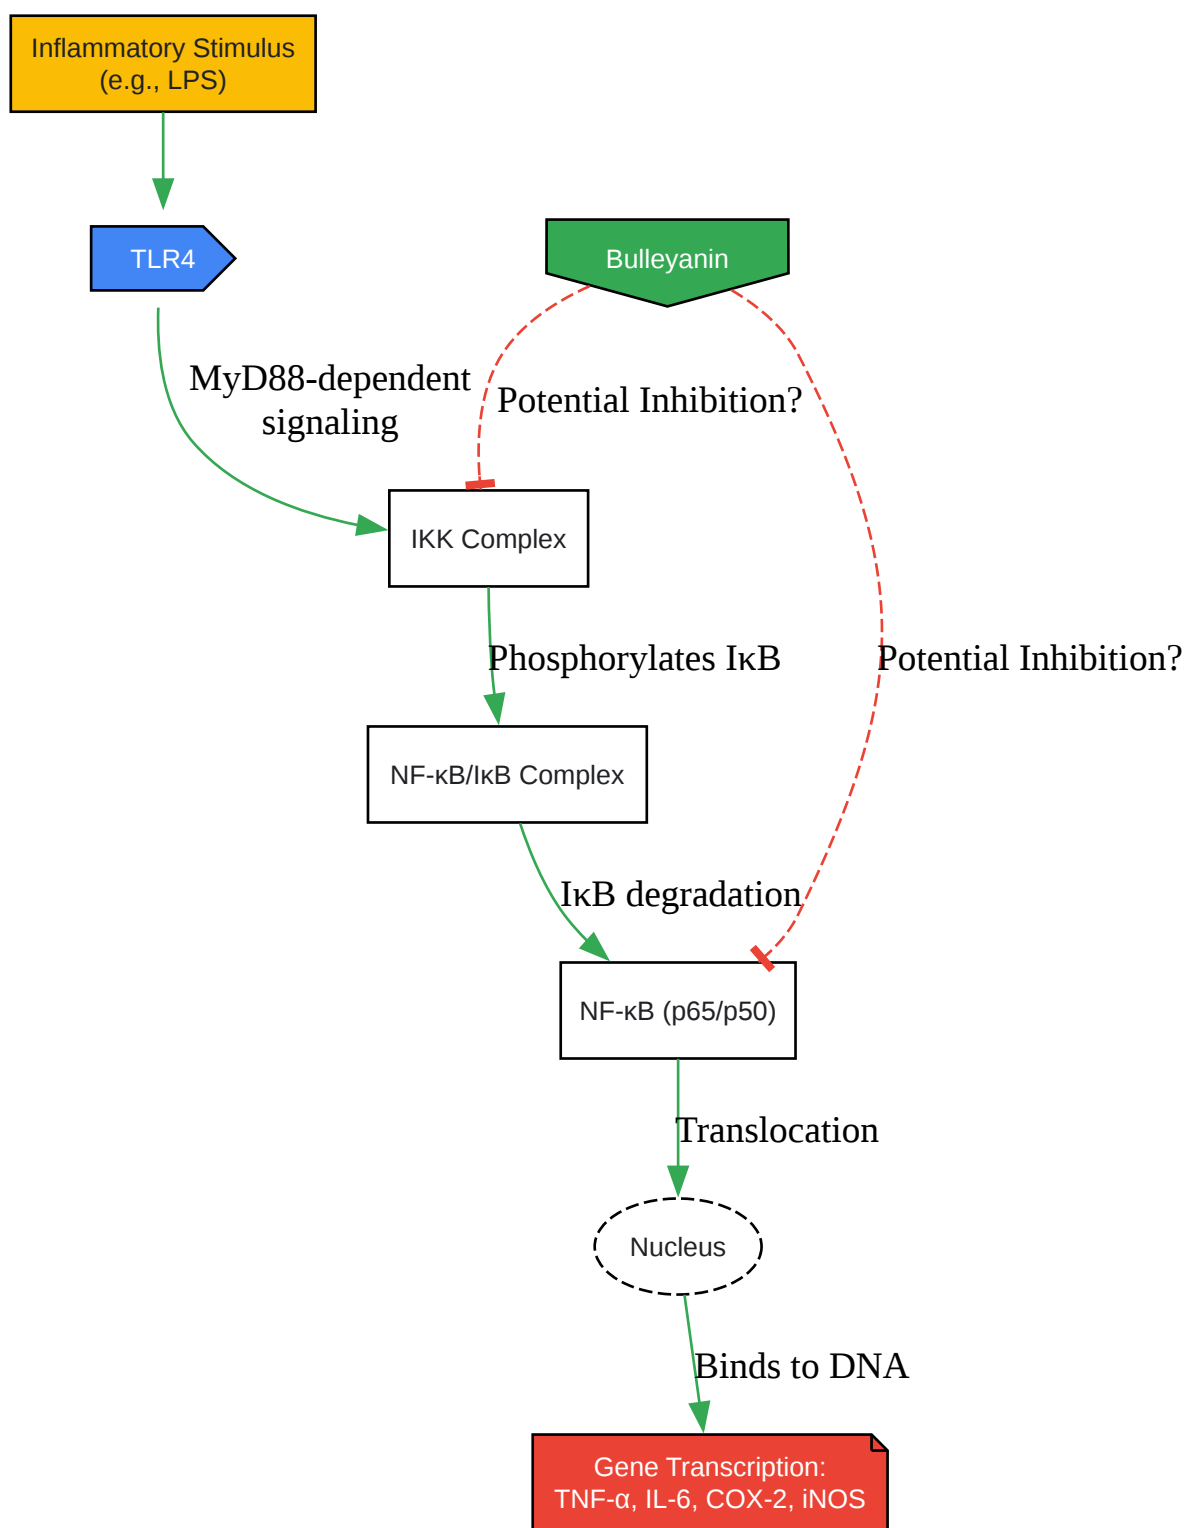 Inflammatory Stimulus
(e.g., LPS)
TLR4
Bulleyanin
MyD88-dependent
signaling
Potential Inhibition?
IKK Complex
Phosphorylates IκB
Potential Inhibition?
NF-κB/IκB Complex
IκB degradation
NF-κB (p65/p50)
Translocation
Nucleus
Binds to DNA
Gene Transcription:
TNF-α, IL-6, COX-2, iNOS